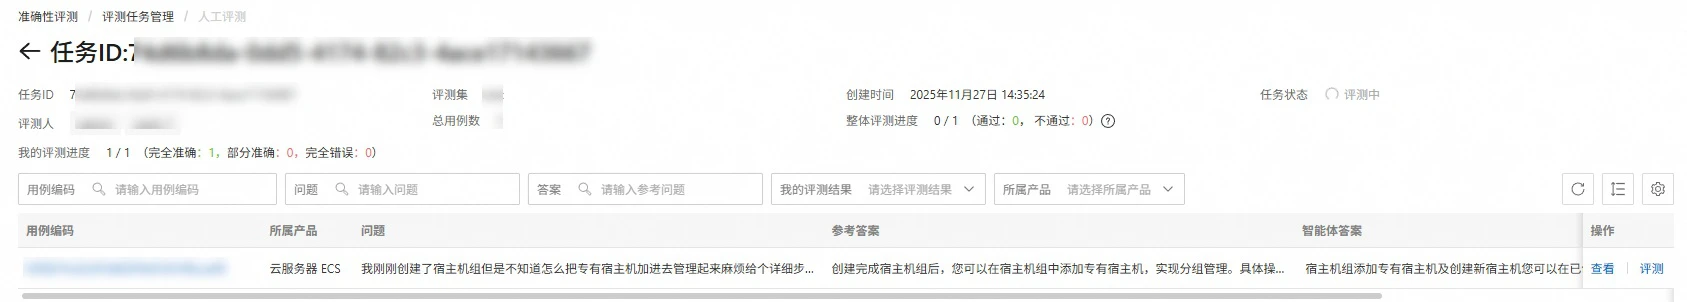 准确性评测 / 评测任务管理 / 人工评测
← 任务ID:7
任务ID 7 评测集 创建时间 2025年11月27日 14:35:24 任务状态 评测中
评测人 总用例数 整体评测进度 0 / 1 （通过：0， 不通过：0）
我的评测进度 1 / 1 （完全准确：1，部分准确：0，完全错误：0）
用例编码 请输入用例编码 问题 请输入问题 答案 请输入参考问题 我的评测结果 请选择评测结果 所属产品 请选择所属产品
用例编码 所属产品 问题 参考答案 智能体答案 操作
云服务器 ECS 我刚刚创建了宿主机组但是不知道怎么把专有宿主机加进去管理起来麻烦给个详细步... 创建完成宿主机组后，您可以在宿主机组中添加专有宿主机，实现分组管理。具体操... 宿主机组添加专有宿主机及创建新宿主机您可以在已 查看 评测